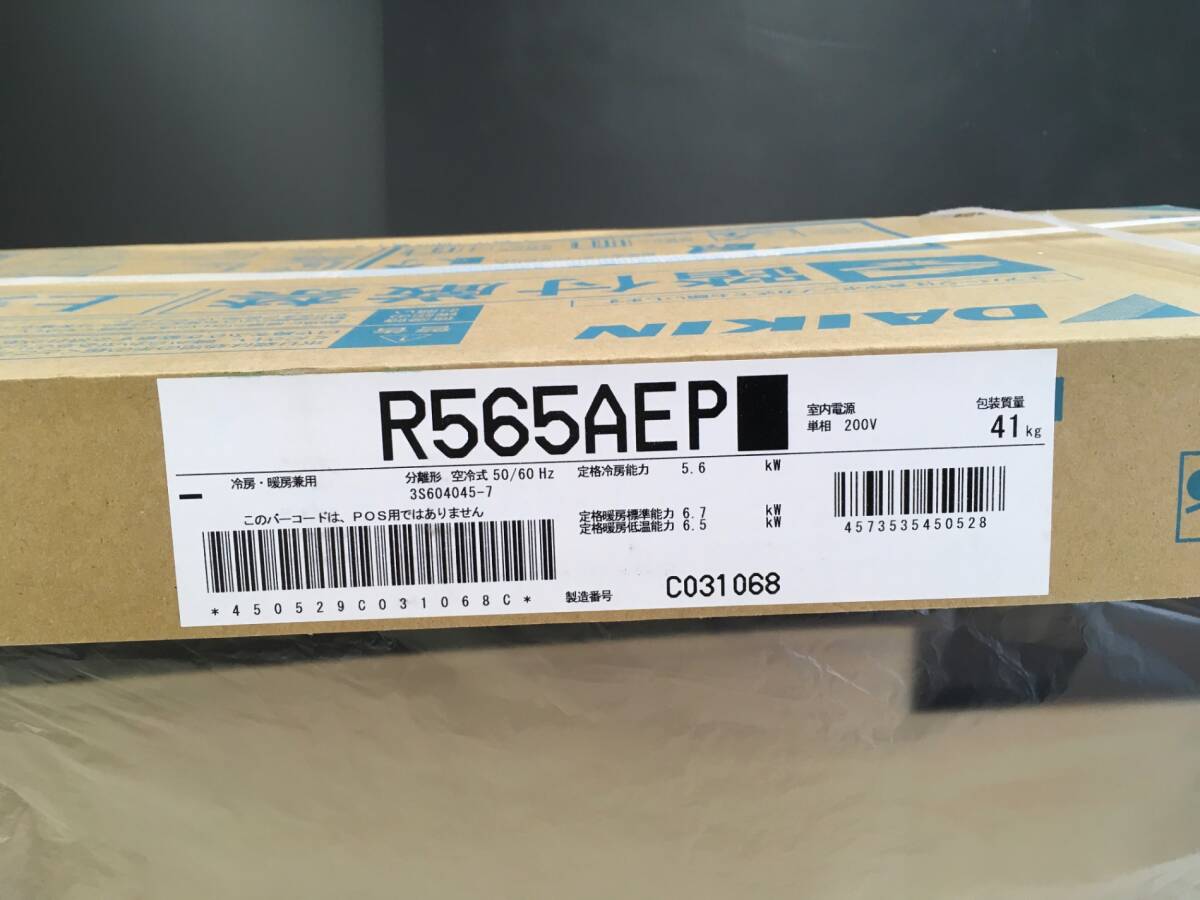 DAIKIN
踏付厳禁
R565AEP
室内電源
単相 200V
包装質量
41kg
冷房・暖房兼用
分離形 空冷式 50/60 Hz
3S604045-7
定格冷房能力 5.6 kW
定格暖房標準能力 6.7 kW
定格暖房低温能力 6.5 kW
このバーコードは、POS用ではありません
*450529C031068C*
製造番号 C031068
4573535450528